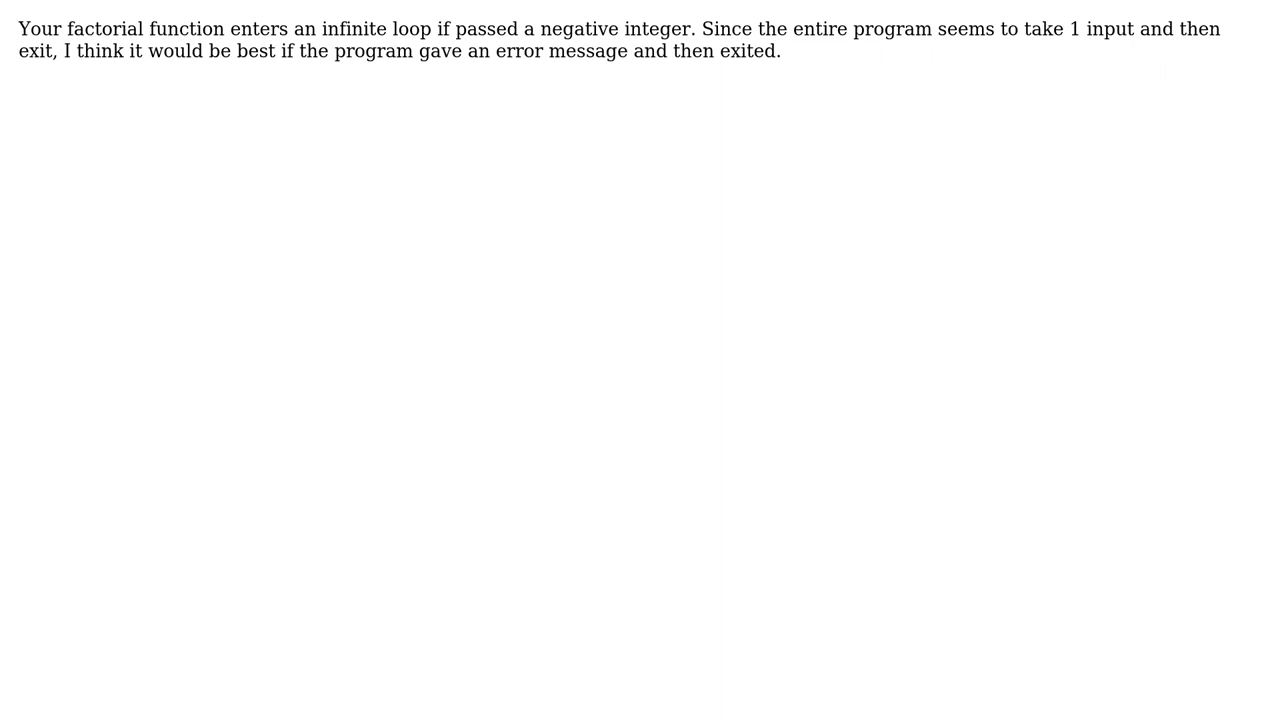 Your factorial function enters an infinite loop if passed a negative integer. Since the entire program seems to take 1 input and then
exit, I think it would be best if the program gave an error message and then exited.